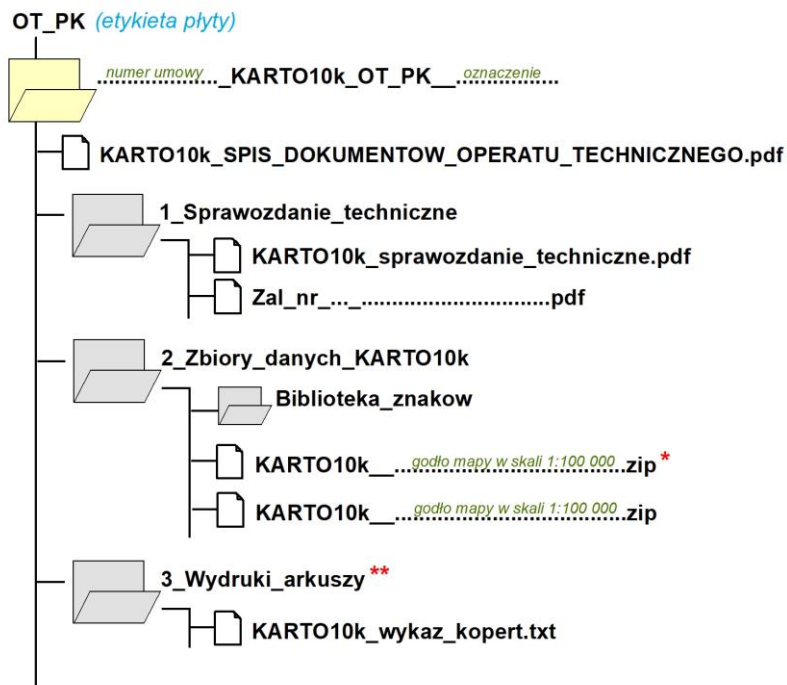 OT_PK (etykieta płyty)
numer umowy..................._KARTO10k_OT_PK__...oznaczenie.......
KARTO10k_SPIS_DOKUMENTOW_OPERATU_TECHNICZNEGO.pdf
1_Sprawozdanie_techniczne
KARTO10k_sprawozdanie_techniczne.pdf
Zal_nr_..._................................pdf
2_Zbiory_danych_KARTO10k
Biblioteka_znakow
KARTO10k__...godło mapy w skali 1:100 000.zip*
KARTO10k__...godło mapy w skali 1:100 000.zip
3_Wydruki_arkuszy**
KARTO10k_wykaz_kopert.txt